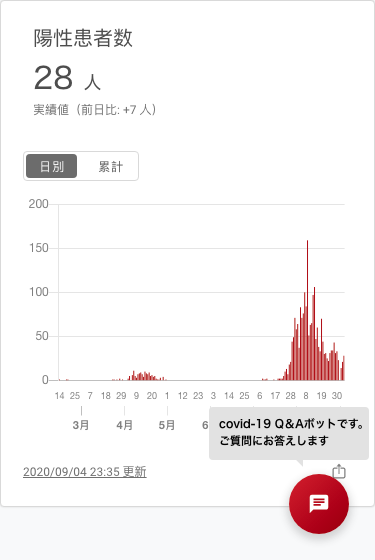 陽性患者数
28 人
実績値（前日比: +7 人）
日別 累計
200
150
100
50
0
14 25 7 18 29 9 20 1 12 23 3 14 25 6 17 28 8 19 30
3月 4月 5月 6
covid-19 Q&Aボットです。
ご質問にお答えします
2020/09/04 23:35 更新